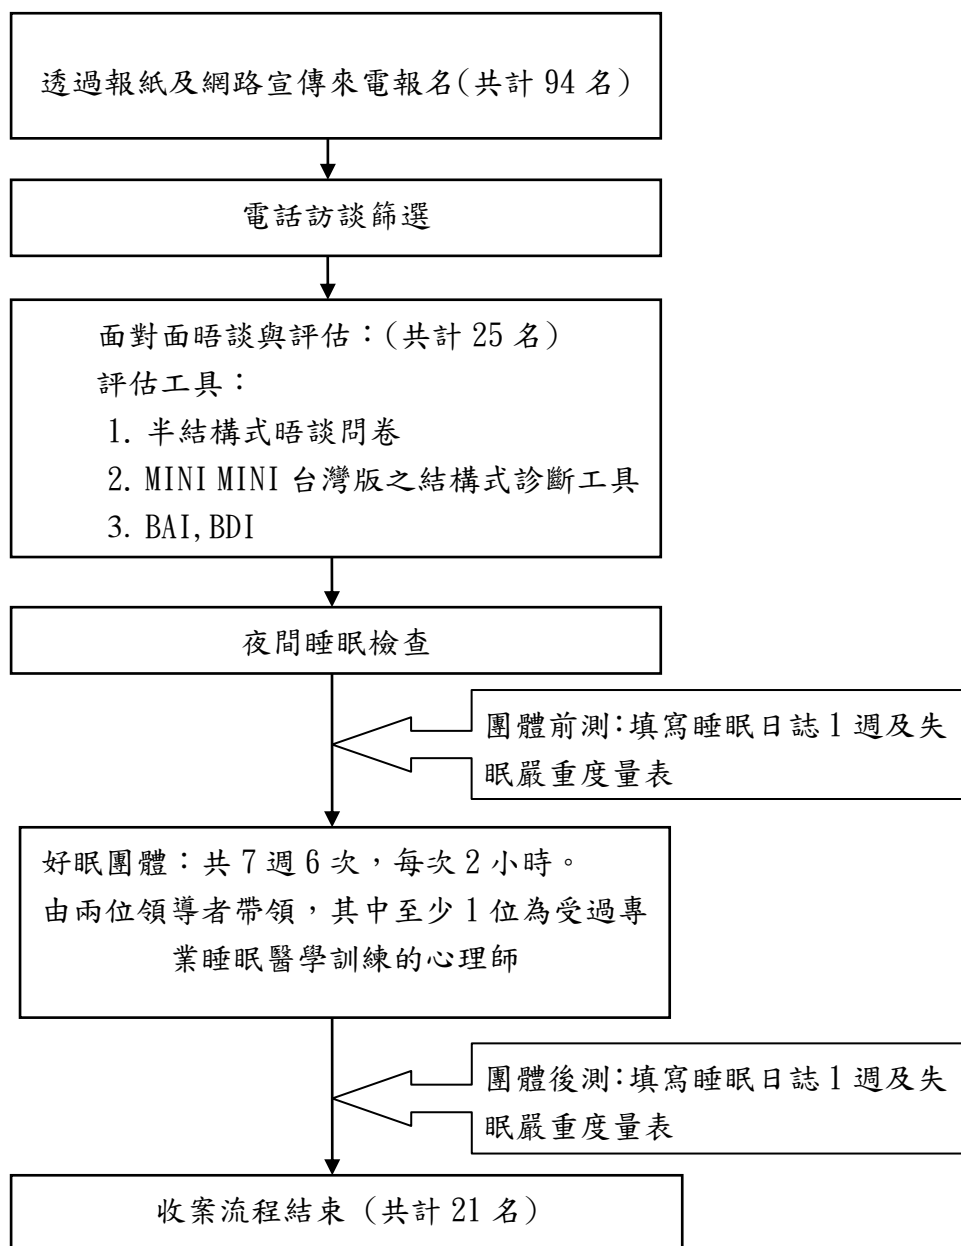 透過報紙及網路宣傳來電報名(共計 94 名)
電話訪談篩選
面對面晤談與評估：(共計 25 名)
評估工具：
1. 半結構式晤談問卷
2. MINI MINI 台灣版之結構式診斷工具
3. BAI, BDI
夜間睡眠檢查
團體前測:填寫睡眠日誌 1 週及失
眠嚴重度量表
好眠團體：共 7 週 6 次，每次 2 小時。
由兩位領導者帶領，其中至少 1 位為受過專
業睡眠醫學訓練的心理師
團體後測:填寫睡眠日誌 1 週及失
眠嚴重度量表
收案流程結束 (共計 21 名)